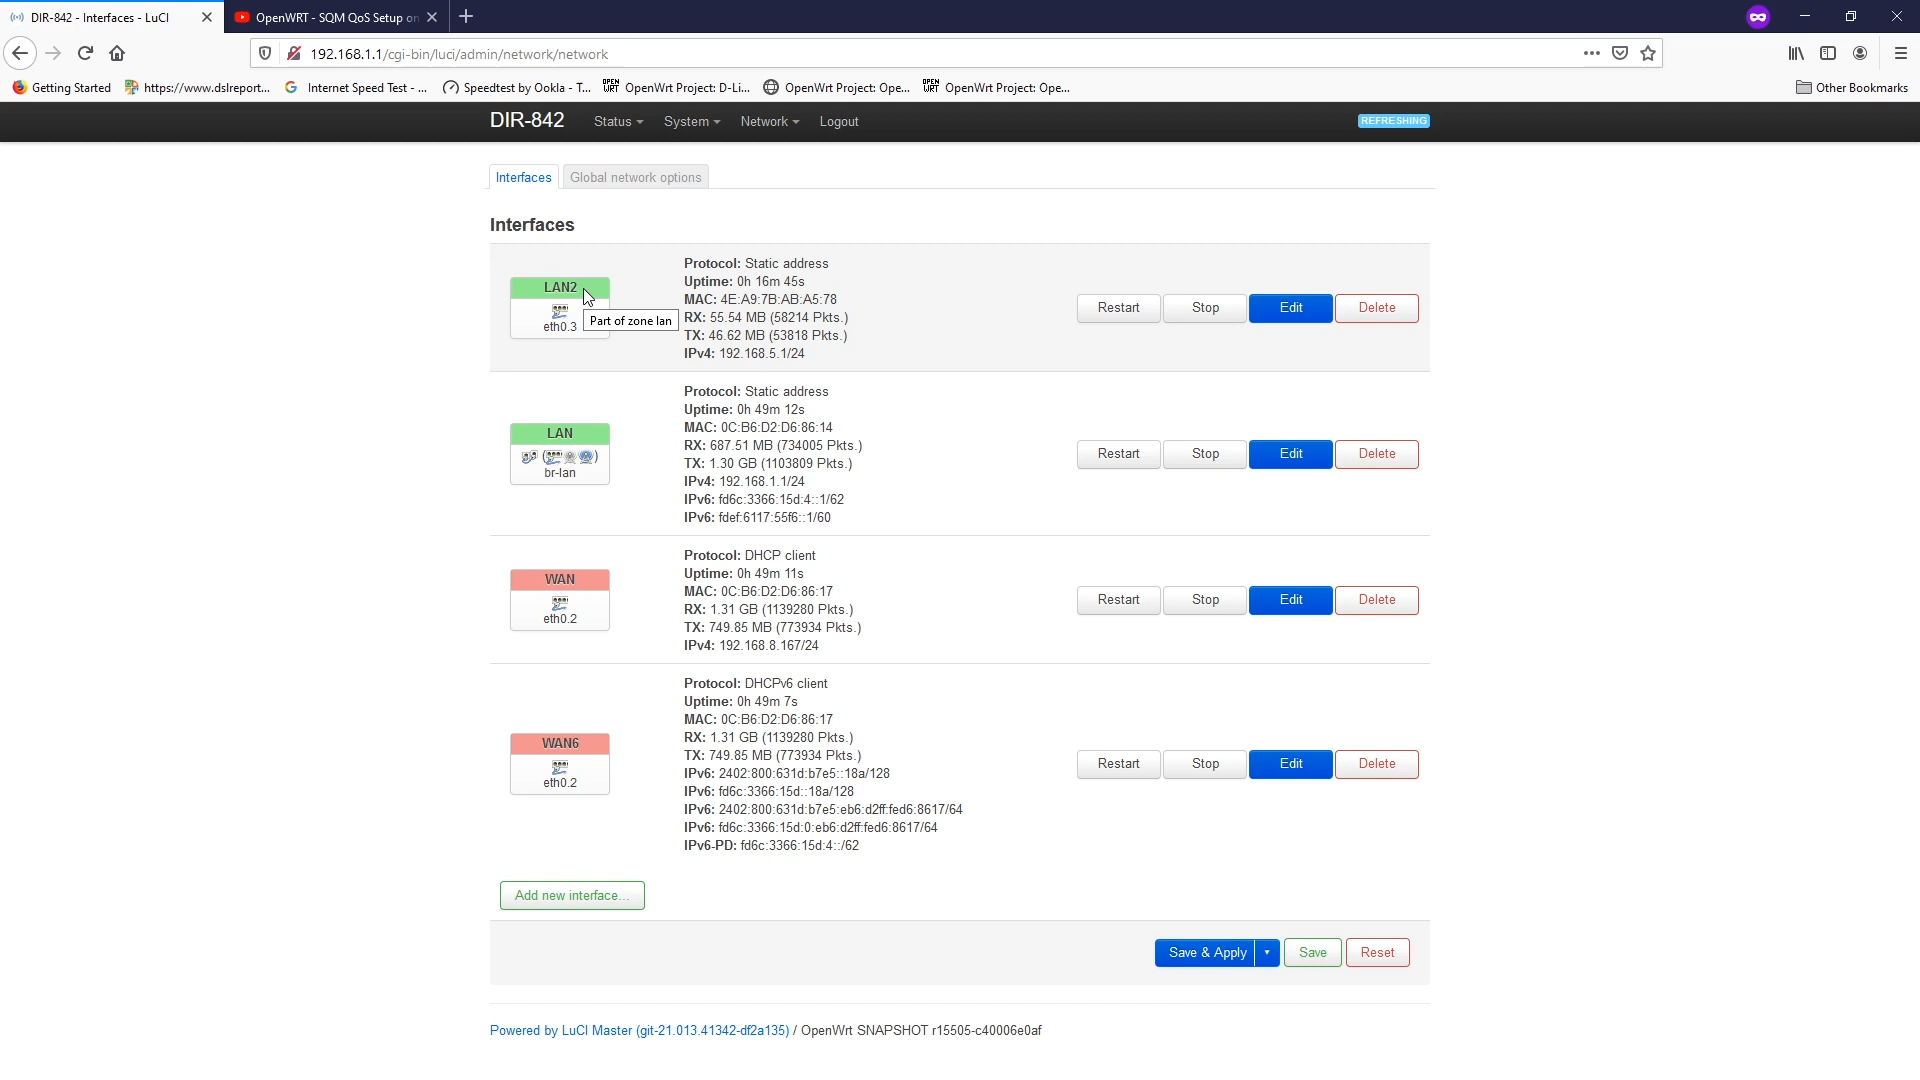 DIR-842 - Interfaces - LuCI
OpenWRT - SQM QoS Setup on
192.168.1.1/cgi-bin/luci/admin/network/network
Getting Started
https://www.dslreport...
Internet Speed Test - ...
Speedtest by Ookla - T...
OpenWrt Project: D-Li...
OpenWrt Project: Ope...
OpenWrt Project: Ope...
Other Bookmarks
DIR-842
Status
System
Network
Logout
REFRESHING
Interfaces
Global network options
Interfaces
LAN2
eth0.3
Part of zone lan
Protocol: Static address
Uptime: 0h 16m 45s
MAC: 4E:A9:7B:AB:A5:78
RX: 55.54 MB (58214 Pkts.)
TX: 46.62 MB (53818 Pkts.)
IPv4: 192.168.5.1/24
Restart
Stop
Edit
Delete
LAN
br-lan
Protocol: Static address
Uptime: 0h 49m 12s
MAC: 0C:B6:D2:D6:86:14
RX: 687.51 MB (734005 Pkts.)
TX: 1.30 GB (1103809 Pkts.)
IPv4: 192.168.1.1/24
IPv6: fd6c:3366:15d:4::1/62
IPv6: fdef:6117:55f6::1/60
Restart
Stop
Edit
Delete
WAN
eth0.2
Protocol: DHCP client
Uptime: 0h 49m 11s
MAC: 0C:B6:D2:D6:86:17
RX: 1.31 GB (1139280 Pkts.)
TX: 749.85 MB (773934 Pkts.)
IPv4: 192.168.8.167/24
Restart
Stop
Edit
Delete
WAN6
eth0.2
Protocol: DHCPv6 client
Uptime: 0h 49m 7s
MAC: 0C:B6:D2:D6:86:17
RX: 1.31 GB (1139280 Pkts.)
TX: 749.85 MB (773934 Pkts.)
IPv6: 2402:800:631d:b7e5::18a/128
IPv6: fd6c:3366:15d::18a/128
IPv6: 2402:800:631d:b7e5:eb6:d2ff:fed6:8617/64
IPv6: fd6c:3366:15d:0:eb6:d2ff:fed6:8617/64
IPv6-PD: fd6c:3366:15d:4::/62
Restart
Stop
Edit
Delete
Add new interface...
Save & Apply
Save
Reset
Powered by LuCI Master (git-21.013.41342-df2a135) / OpenWrt SNAPSHOT r15505-c40006e0af